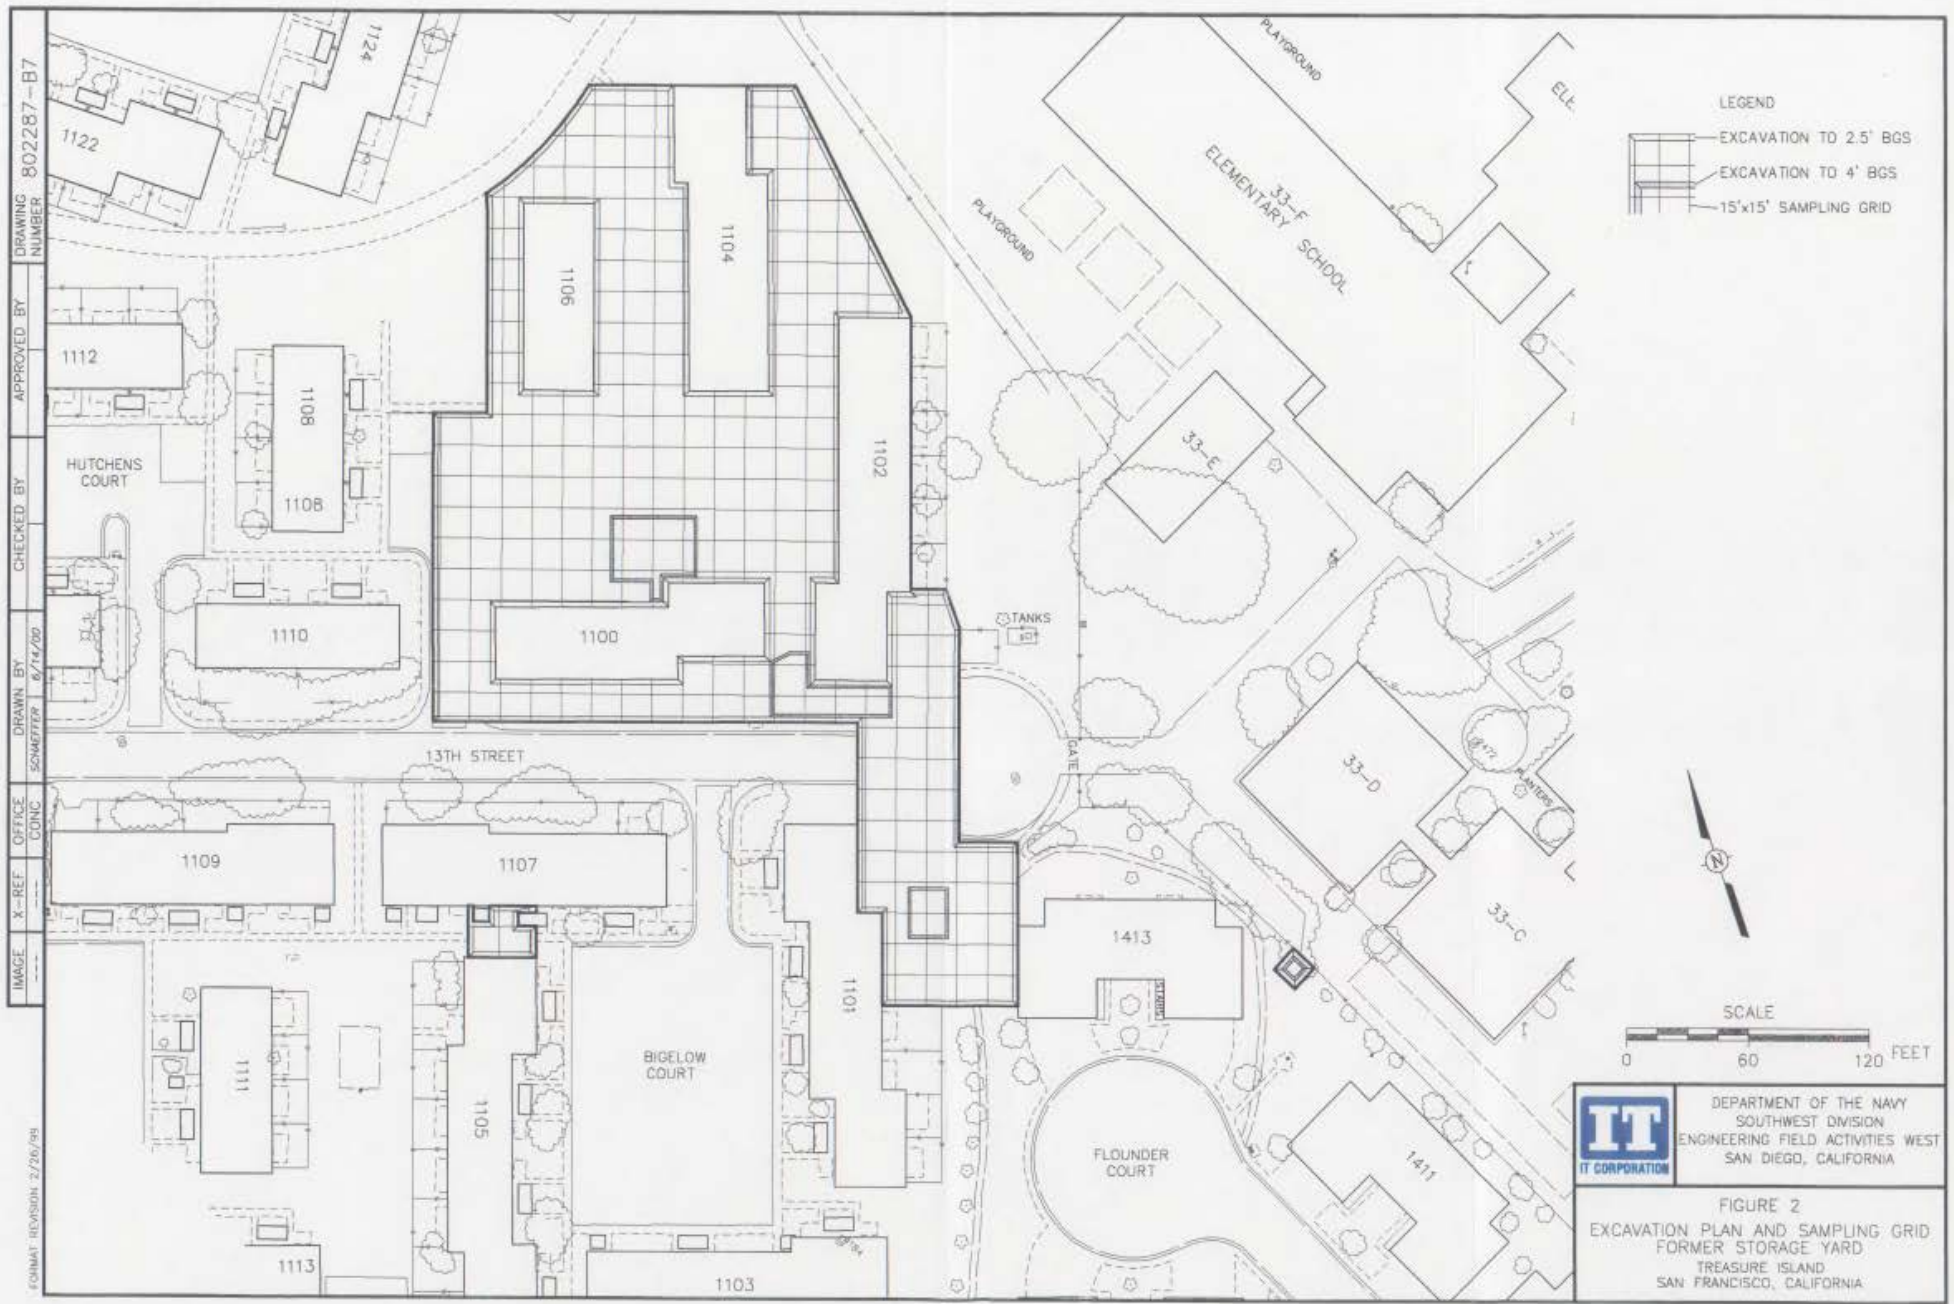 DRAWING NUMBER 802287-B7
APPROVED BY
CHECKED BY
DRAWN BY
SCHAEFFER 6/14/00
OFFICE
CONC
X-REF
----
IMAGE
----
FORMAT REVISION 2/26/99
1124
1122
1112
1108
1108
HUTCHENS
COURT
1110
1106
1104
1102
1100
13TH STREET
1109
1107
1111
1105
1113
1103
1101
BIGELOW
COURT
PLAYGROUND
PLAYGROUND
33-F
ELEMENTARY SCHOOL
ELE
33-E
TANKS
GATE
33-D
PLANTERS
33-C
1413
STAIRS
FLOUNDER
COURT
1411
LEGEND
EXCAVATION TO 2.5' BGS
EXCAVATION TO 4' BGS
15'x15' SAMPLING GRID
N
SCALE
0 60 120 FEET
IT
IT CORPORATION
DEPARTMENT OF THE NAVY
SOUTHWEST DIVISION
ENGINEERING FIELD ACTIVITIES WEST
SAN DIEGO, CALIFORNIA
FIGURE 2
EXCAVATION PLAN AND SAMPLING GRID
FORMER STORAGE YARD
TREASURE ISLAND
SAN FRANCISCO, CALIFORNIA